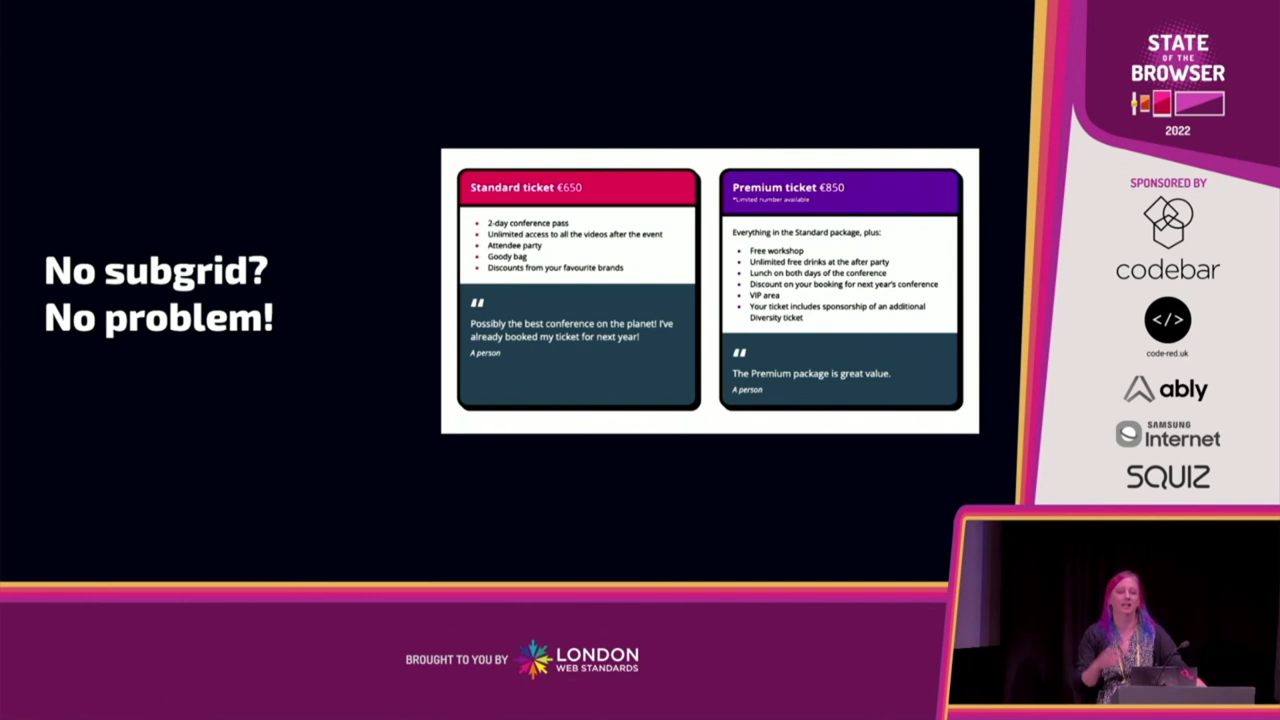 No subgrid?
No problem!
Standard ticket €650
• 2-day conference pass
• Unlimited access to all the videos after the event
• Attendee party
• Goody bag
• Discounts from your favourite brands
"
Possibly the best conference on the planet! I've
already booked my ticket for next year!
A person
Premium ticket €850
*Limited number available
Everything in the Standard package, plus:
• Free workshop
• Unlimited free drinks at the after party
• Lunch on both days of the conference
• Discount on your booking for next year's conference
• VIP area
• Your ticket includes sponsorship of an additional
Diversity ticket
"
The Premium package is great value.
A person
STATE
OF THE
BROWSER
2022
SPONSORED BY
codebar
</>
code-red.uk
ably
SAMSUNG
Internet
SQUIZ
BROUGHT TO YOU BY
LONDON
WEB STANDARDS